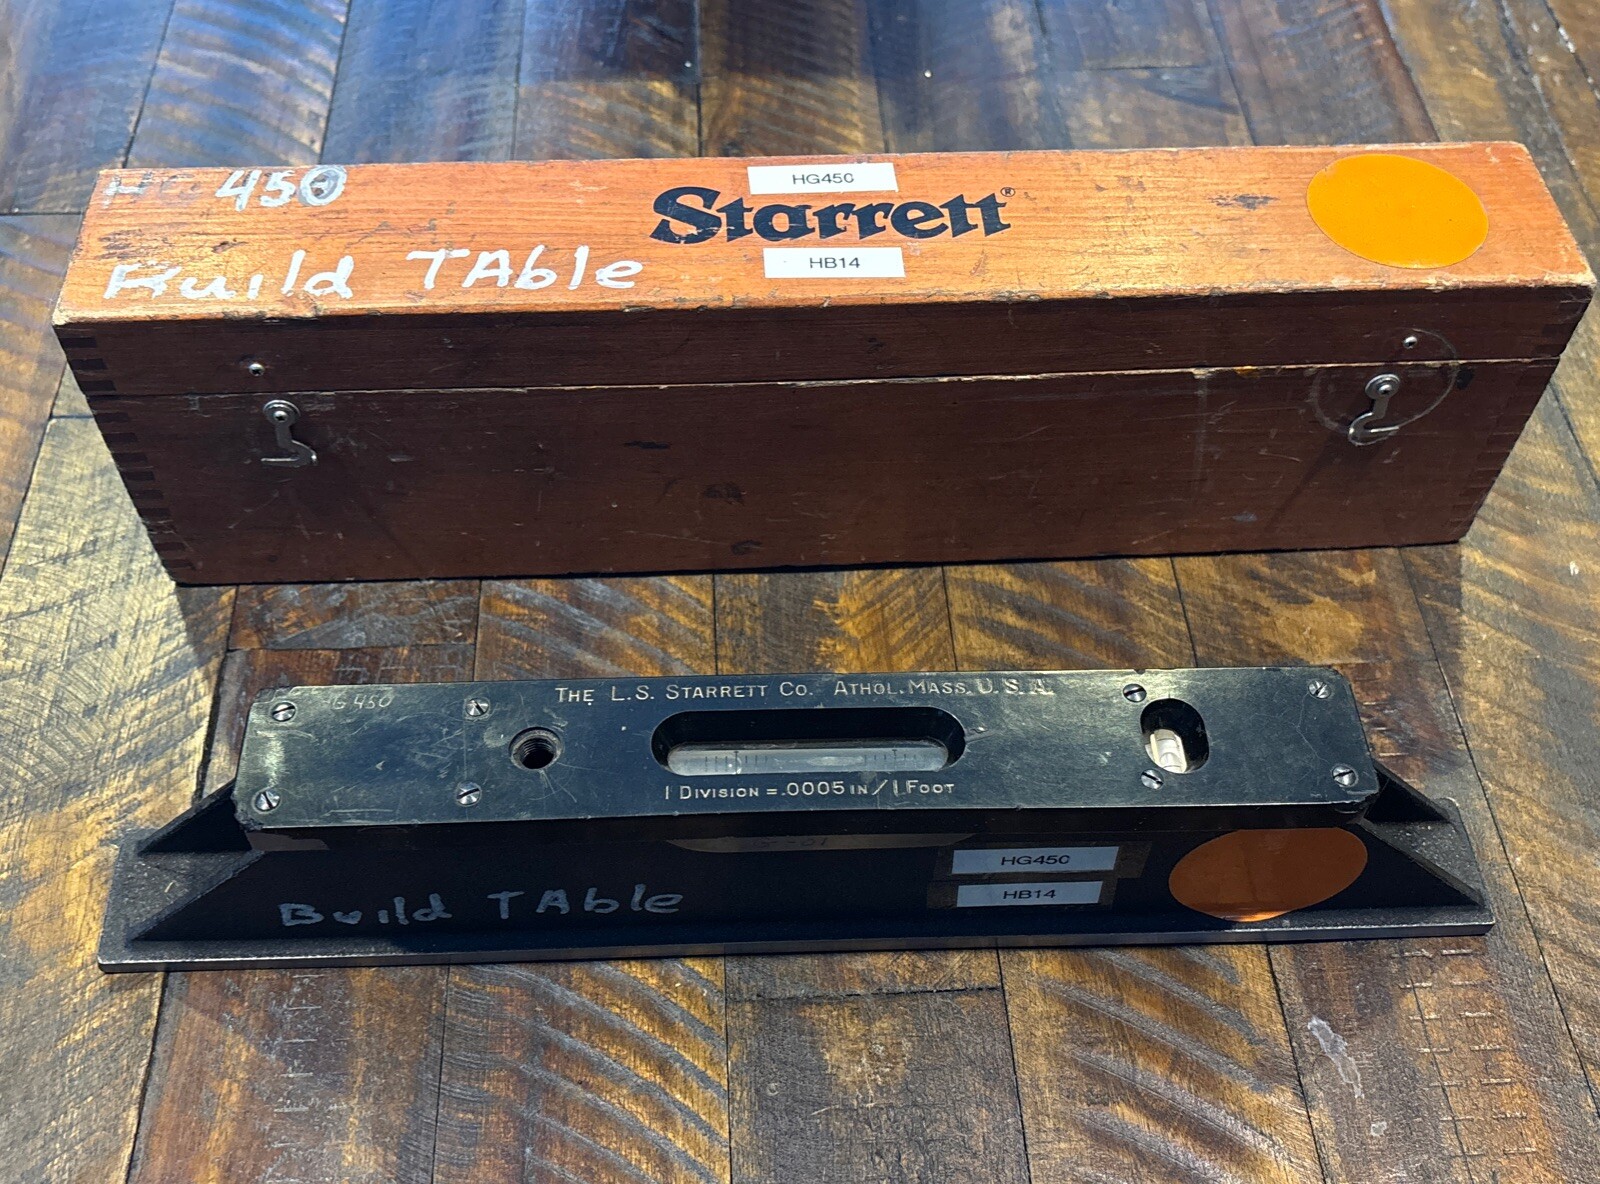 HG 450
HG450
Starrett®
Build TAble
HB14
G 450
THE L.S. STARRETT CO. ATHOL. MASS. U.S.A.
1 DIVISION = .0005 IN / 1 FOOT
HG450
Build TAble
HB14